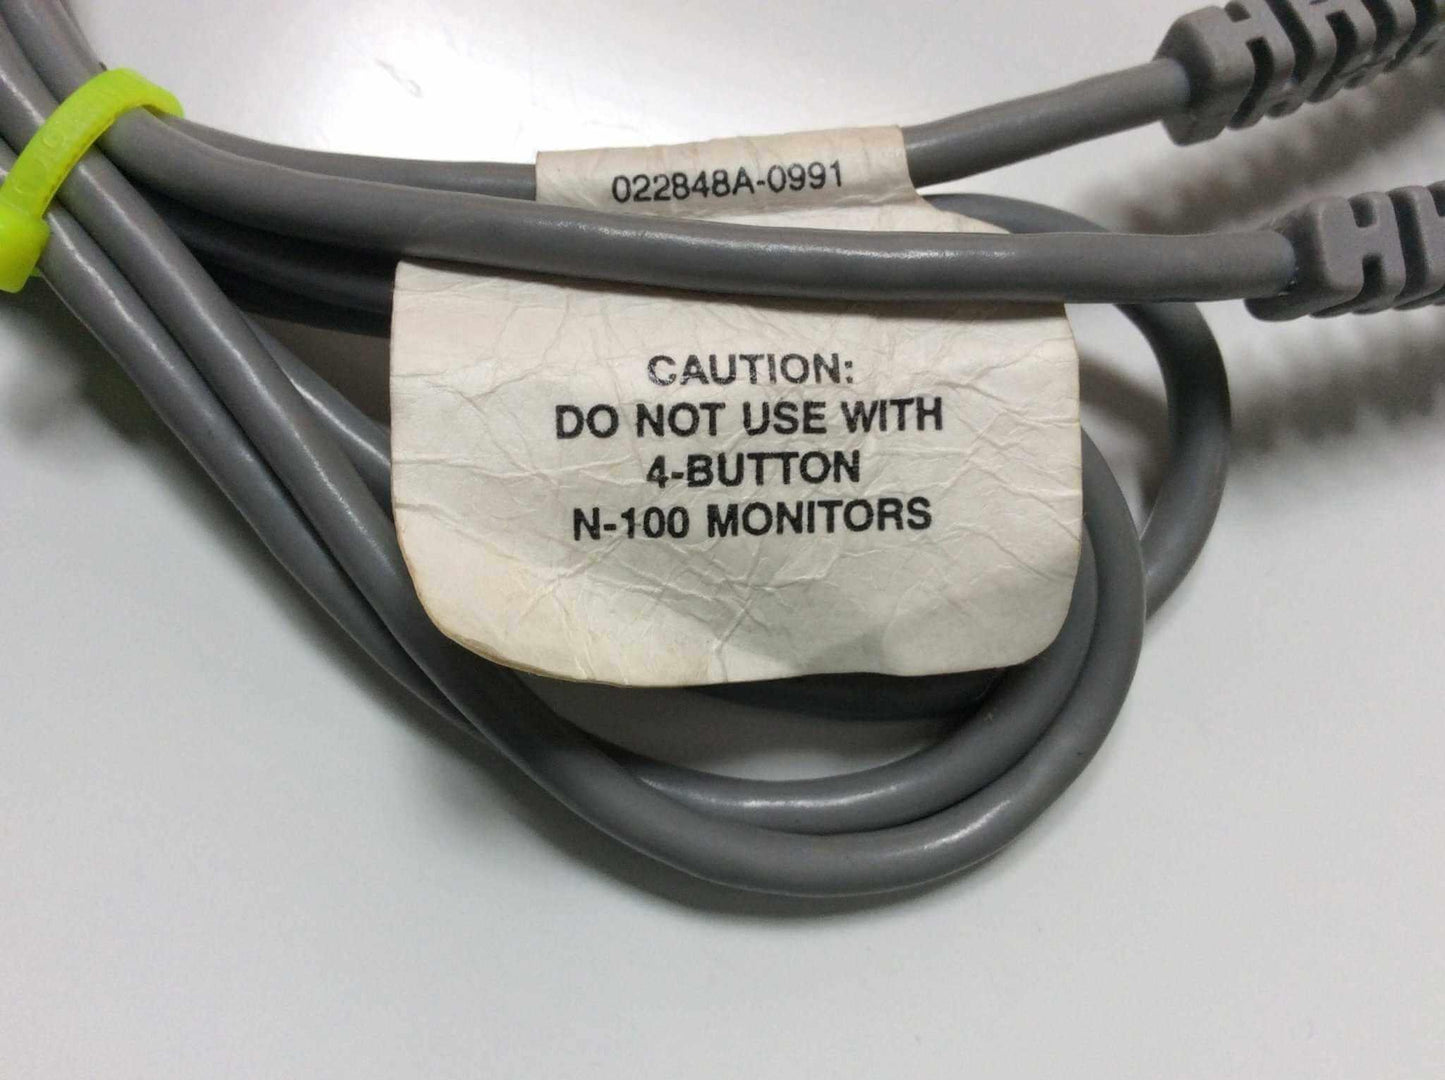 022848A-0991
CAUTION:
DO NOT USE WITH
4-BUTTON
N-100 MONITORS